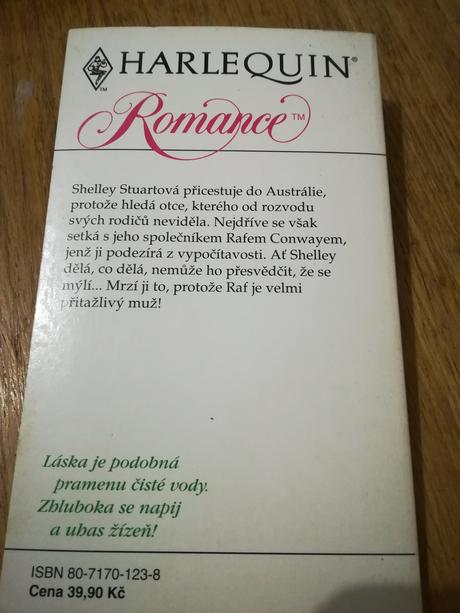 HARLEQUIN®
™
Romance™
Shelley Stuartová přicestuje do Austrálie,
protože hledá otce, kterého od rozvodu
svých rodičů neviděla. Nejdříve se však
setká s jeho společníkem Rafem Conwayem,
jenž ji podezírá z vypočítavosti. Ať Shelley
dělá, co dělá, nemůže ho přesvědčit, že se
mýlí... Mrzí ji to, protože Raf je velmi
přitažlivý muž!
Láska je podobná
pramenu čisté vody.
Zhluboka se napij
a uhas žízeň!
ISBN 80-7170-123-8
Cena 39,90 Kč